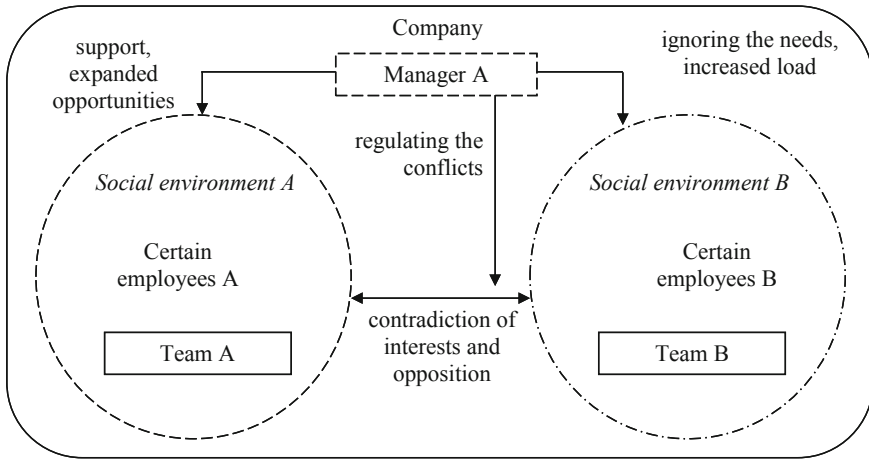 Company
support,
expanded
opportunities
Manager A
ignoring the needs,
increased load
regulating the
conflicts
Social environment A
Social environment B
Certain
employees A
Certain
employees B
contradiction of
interests and
opposition
Team A
Team B